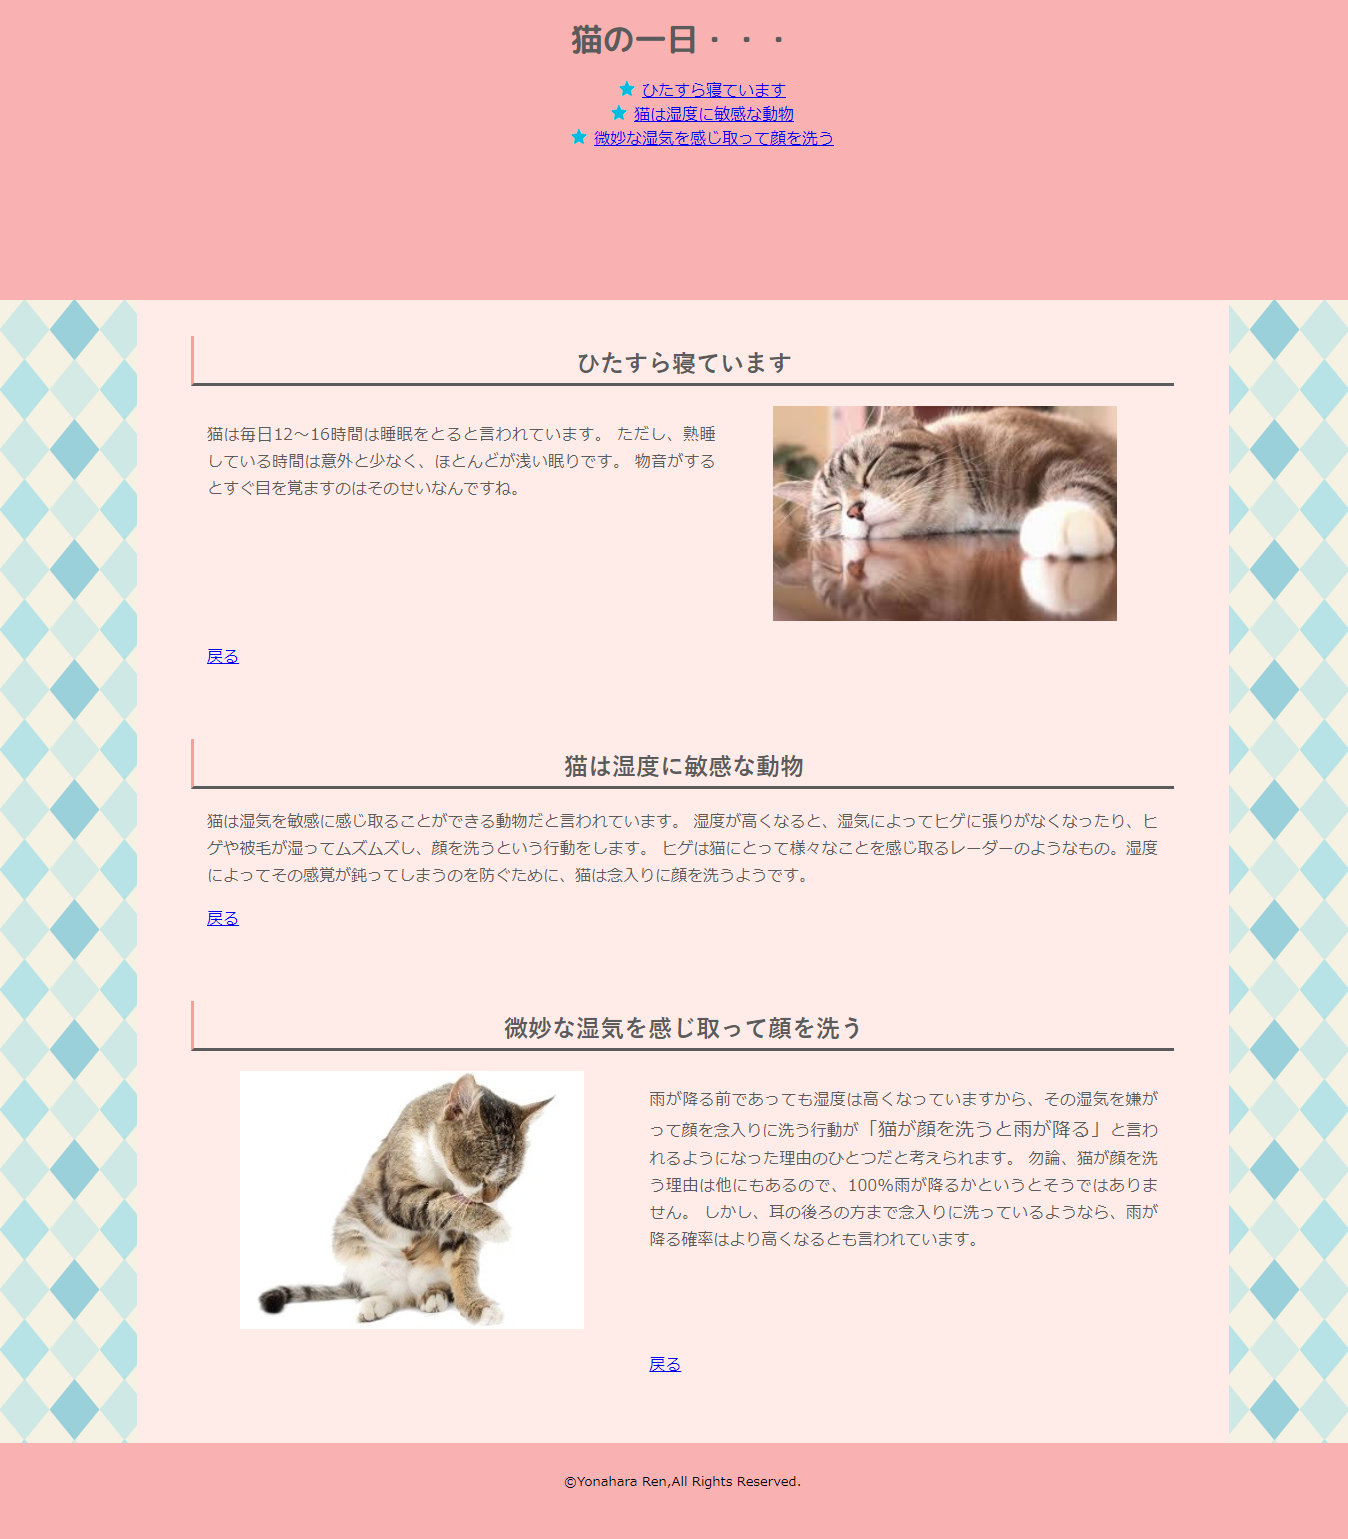 猫の一日・・・
ひたすら寝ています
猫は湿度に敏感な動物
微妙な湿気を感じ取って顔を洗う
ひたすら寝ています
猫は毎日12～16時間は睡眠をとると言われています。 ただし、熟睡
している時間は意外と少なく、ほとんどが浅い眠りです。 物音がする
とすぐ目を覚ますのはそのせいなんですね。
戻る
猫は湿度に敏感な動物
猫は湿気を敏感に感じ取ることができる動物だと言われています。 湿度が高くなると、湿気によってヒゲに張りがなくなったり、ヒ
ゲや被毛が湿ってムズムズし、顔を洗うという行動をします。 ヒゲは猫にとって様々なことを感じ取るレーダーのようなもの。湿度
によってその感覚が鈍ってしまうのを防ぐために、猫は念入りに顔を洗うようです。
戻る
微妙な湿気を感じ取って顔を洗う
雨が降る前であっても湿度は高くなっていますから、その湿気を嫌が
って顔を念入りに洗う行動が「猫が顔を洗うと雨が降る」と言わ
れるようになった理由のひとつだと考えられます。 勿論、猫が顔を洗
う理由は他にもあるので、100%雨が降るかというとそうではありま
せん。 しかし、耳の後ろの方まで念入りに洗っているようなら、雨が
降る確率はより高くなるとも言われています。
戻る
©Yonahara Ren,All Rights Reserved.